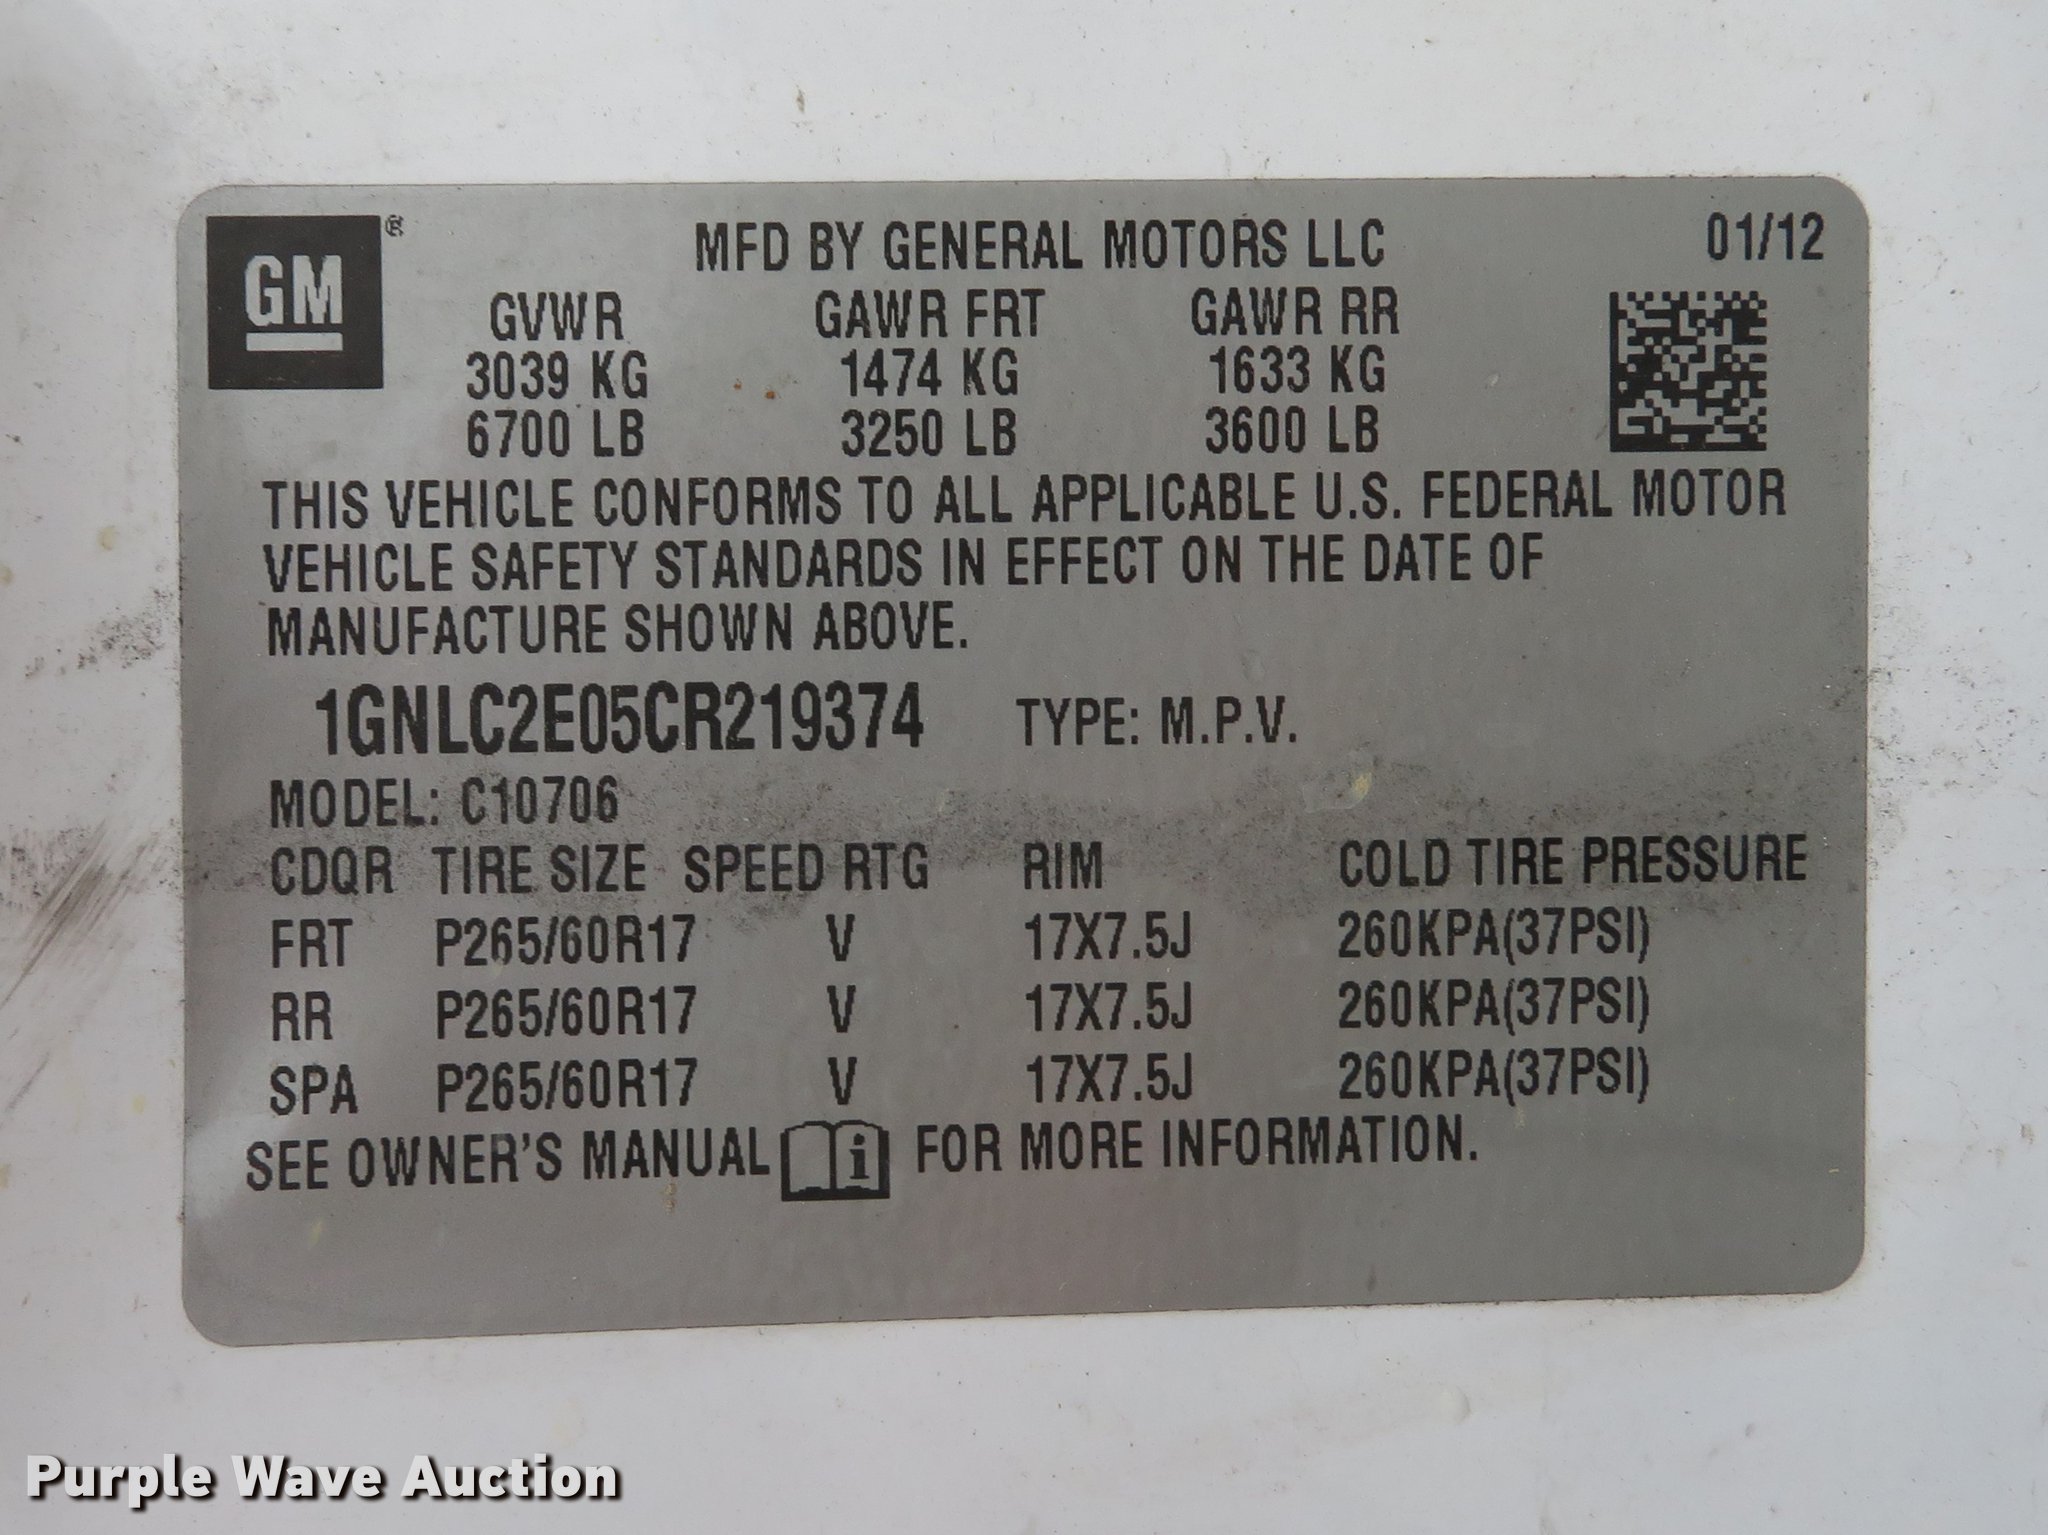 GM ®
MFD BY GENERAL MOTORS LLC 01/12
GVWR GAWR FRT GAWR RR
3039 KG 1474 KG 1633 KG
6700 LB 3250 LB 3600 LB
THIS VEHICLE CONFORMS TO ALL APPLICABLE U.S. FEDERAL MOTOR
VEHICLE SAFETY STANDARDS IN EFFECT ON THE DATE OF
MANUFACTURE SHOWN ABOVE.
1GNLC2E05CR219374 TYPE: M.P.V.
MODEL: C10706
CDQR TIRE SIZE SPEED RTG RIM COLD TIRE PRESSURE
FRT P265/60R17 V 17X7.5J 260KPA(37PSI)
RR P265/60R17 V 17X7.5J 260KPA(37PSI)
SPA P265/60R17 V 17X7.5J 260KPA(37PSI)
SEE OWNER'S MANUAL i FOR MORE INFORMATION.
Purple Wave Auction